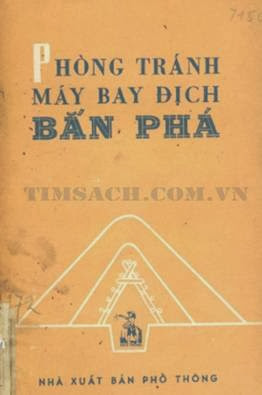 PHÒNG TRÁNH
MÁY BAY ĐỊCH
BẮN PHÁ
TIMSACH.COM.VN
NHÀ XUẤT BẢN PHỔ THÔNG